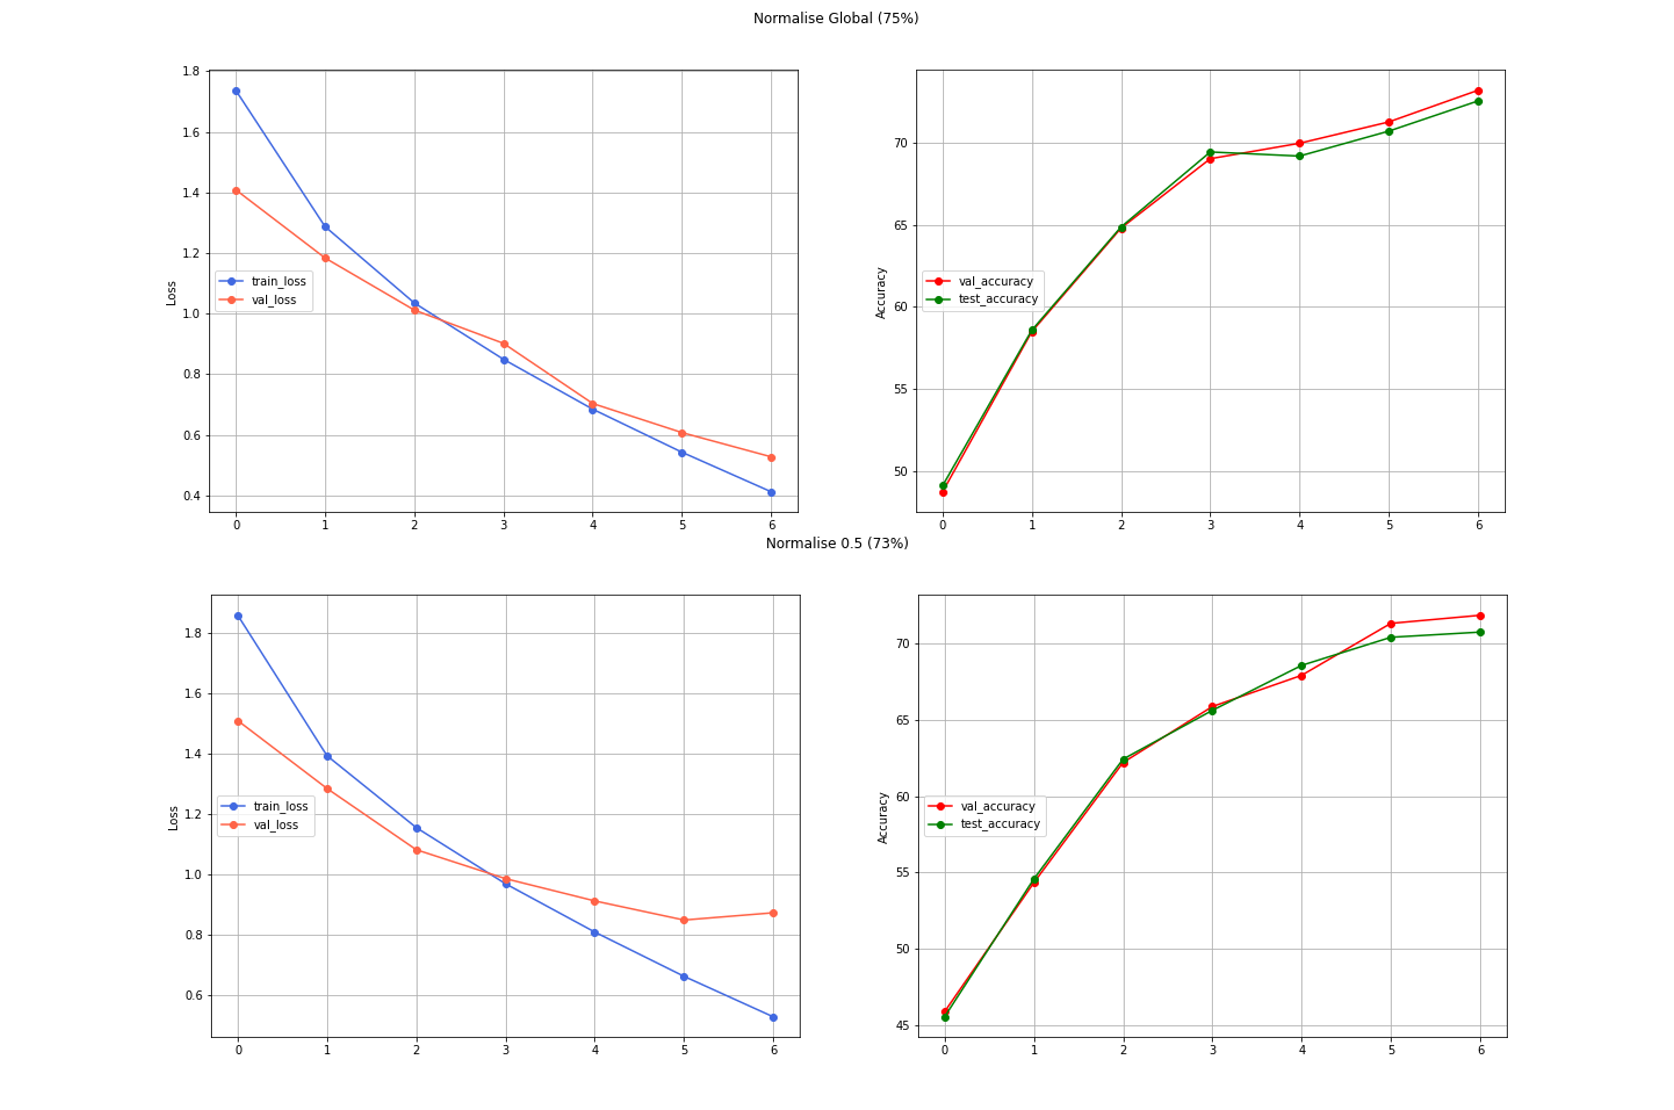 Normalise Global (75%)
1.8
1.6
1.4
1.2
1.0
0.8
0.6
0.4
Loss
train_loss
val_loss
0 1 2 3 4 5 6
70
65
60
55
50
Accuracy
val_accuracy
test_accuracy
0 1 2 3 4 5 6
Normalise 0.5 (73%)
1.8
1.6
1.4
1.2
1.0
0.8
0.6
Loss
train_loss
val_loss
0 1 2 3 4 5 6
70
65
60
55
50
45
Accuracy
val_accuracy
test_accuracy
0 1 2 3 4 5 6